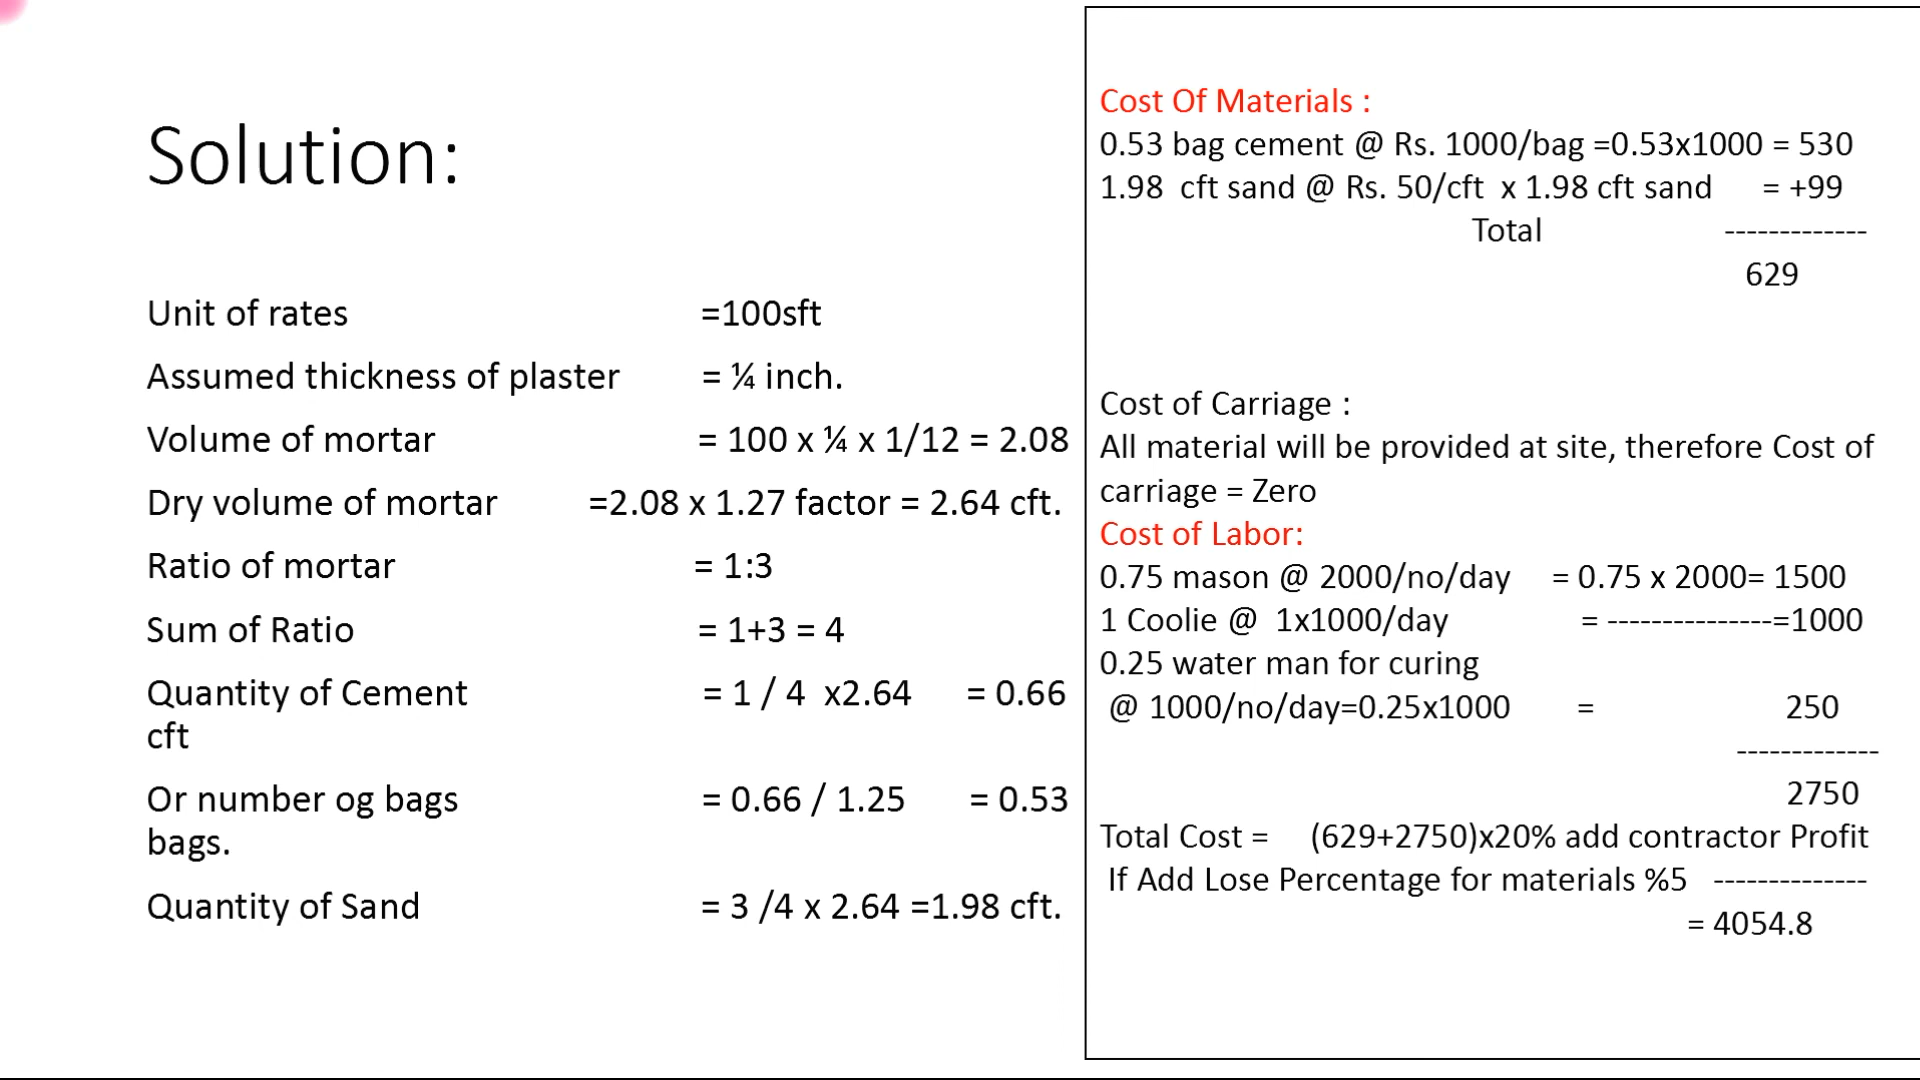 Solution:
Unit of rates =100sft
Assumed thickness of plaster = ¼ inch.
Volume of mortar = 100 x ¼ x 1/12 = 2.08
Dry volume of mortar =2.08 x 1.27 factor = 2.64 cft.
Ratio of mortar = 1:3
Sum of Ratio = 1+3 = 4
Quantity of Cement = 1 / 4 x2.64 = 0.66
cft
Or number og bags = 0.66 / 1.25 = 0.53
bags.
Quantity of Sand = 3 /4 x 2.64 =1.98 cft.
Cost Of Materials :
0.53 bag cement @ Rs. 1000/bag =0.53x1000 = 530
1.98 cft sand @ Rs. 50/cft x 1.98 cft sand = +99
Total -------------
629
Cost of Carriage :
All material will be provided at site, therefore Cost of
carriage = Zero
Cost of Labor:
0.75 mason @ 2000/no/day = 0.75 x 2000= 1500
1 Coolie @ 1x1000/day = ---------------=1000
0.25 water man for curing
@ 1000/no/day=0.25x1000 = 250
-------------
2750
Total Cost = (629+2750)x20% add contractor Profit
If Add Lose Percentage for materials %5 --------------
= 4054.8